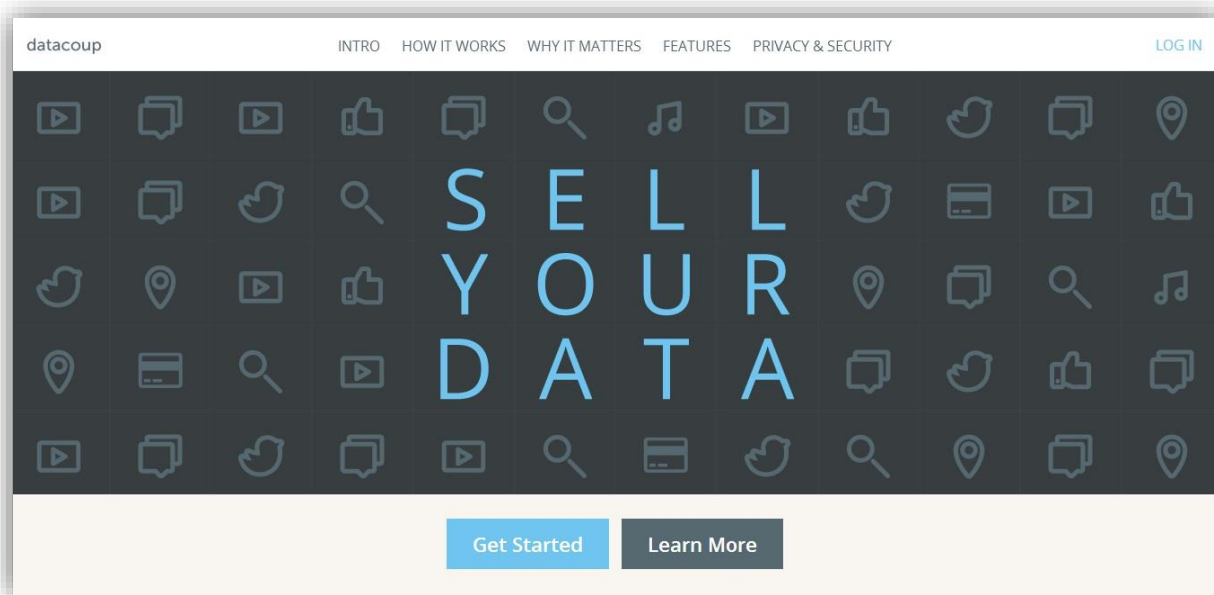 datacoup INTRO HOW IT WORKS WHY IT MATTERS FEATURES PRIVACY & SECURITY LOG IN
SELL
YOUR
DATA
Get Started Learn More